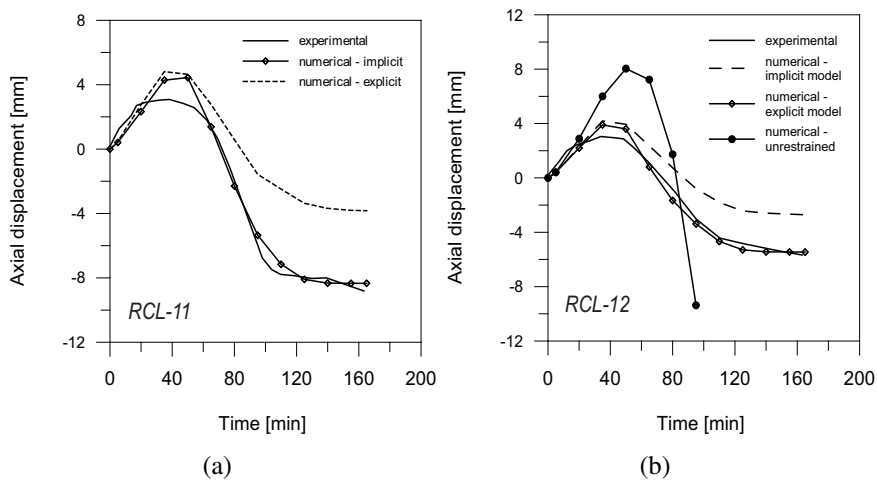 8
4
0
-4
-8
-12
Axial displacement [mm]
experimental
numerical - implicit
numerical - explicit
RCL-11
0 40 80 120 160 200
Time [min]
(a)
12
8
4
0
-4
-8
-12
Axial displacement [mm]
experimental
numerical -
implicit model
numerical -
explicit model
numerical -
unrestrained
RCL-12
0 40 80 120 160 200
Time [min]
(b)